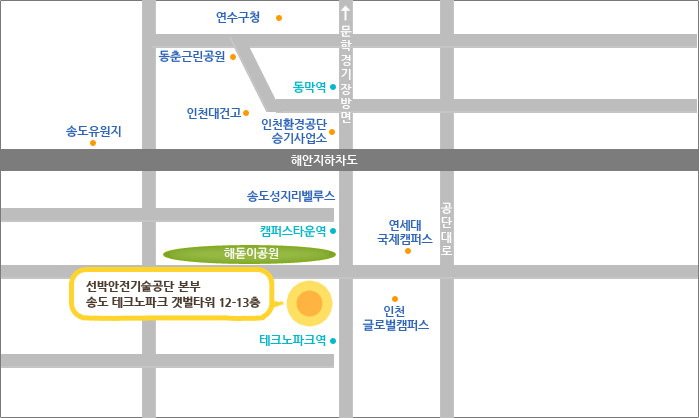 연수구청
문학경기장방면
동춘근린공원
동막역
인천대건고
인천환경공단
승기사업소
송도유원지
해안지하차도
송도성지리벨루스
공단대로
캠퍼스타운역
연세대
국제캠퍼스
해돋이공원
선박안전기술공단 본부
송도 테크노파크 갯벌타워 12-13층
인천
글로벌캠퍼스
테크노파크역